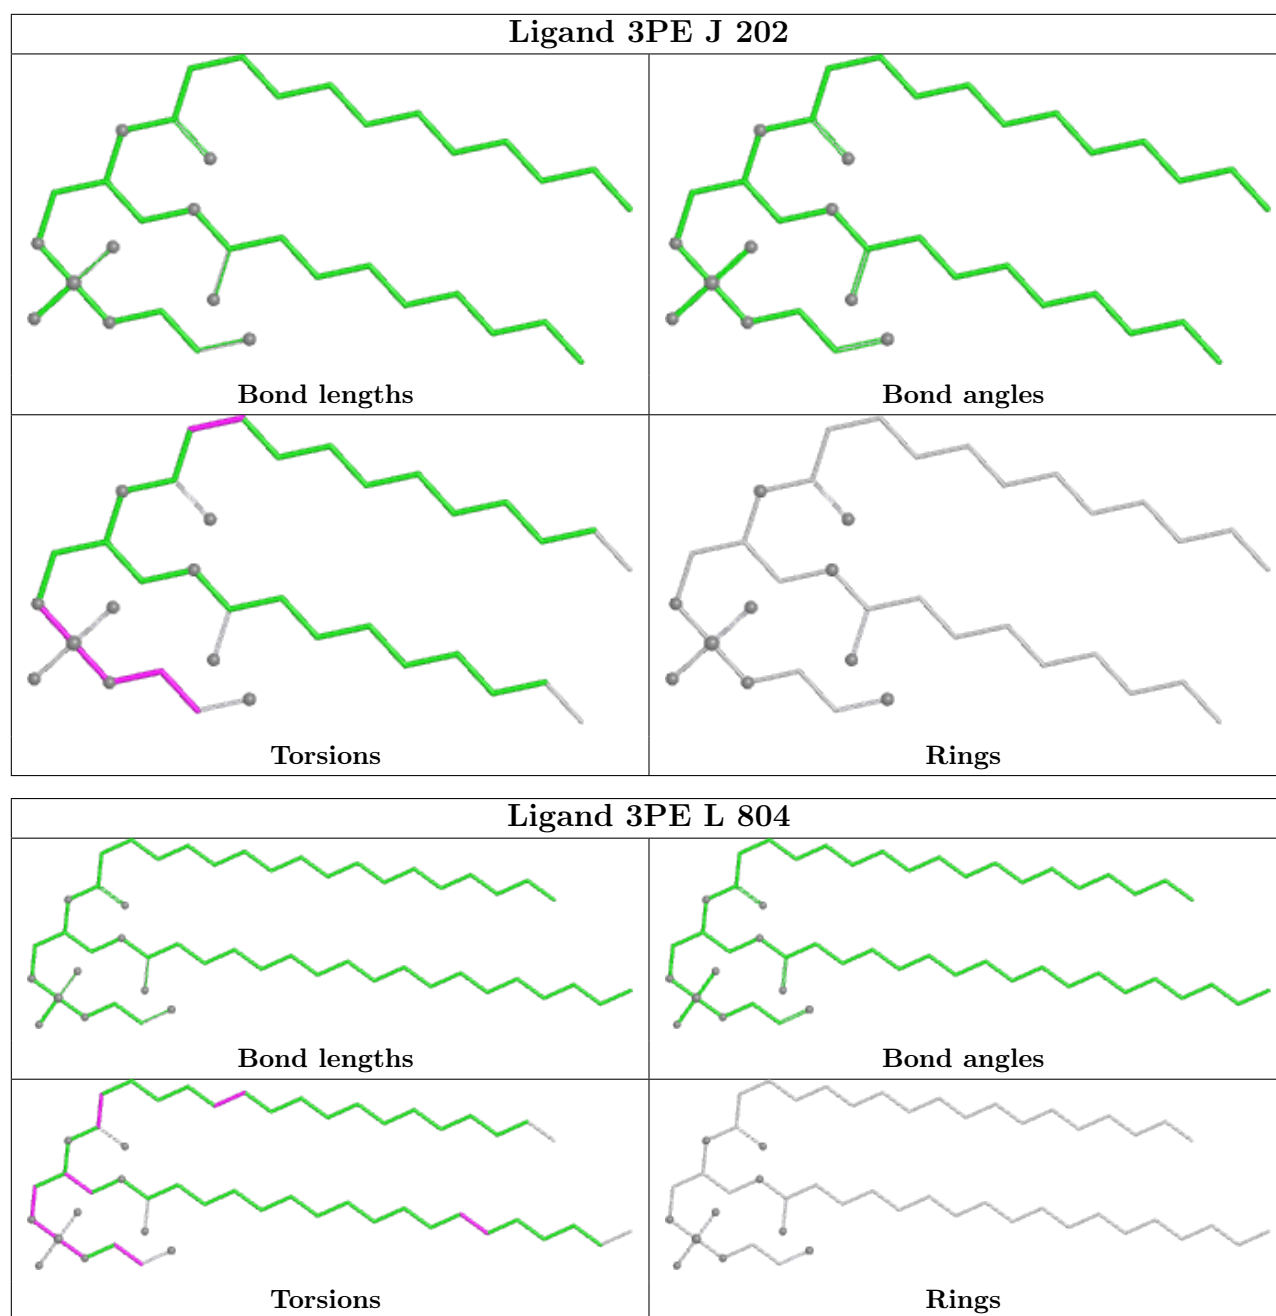 Ligand 3PE J 202
Bond lengths
Bond angles
Torsions
Rings
Ligand 3PE L 804
Bond lengths
Bond angles
Torsions
Rings